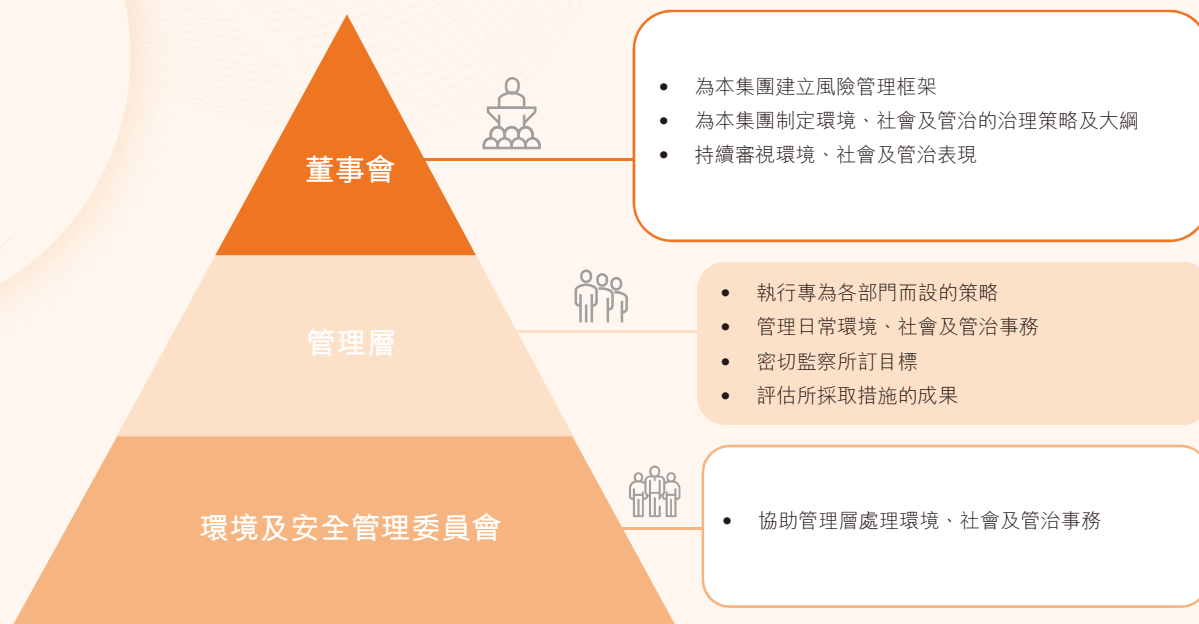 董事會
• 為本集團建立風險管理框架
• 為本集團制定環境、社會及管治的治理策略及大綱
• 持續審視環境、社會及管治表現
管理層
• 執行專為各部門而設的策略
• 管理日常環境、社會及管治事務
• 密切監察所訂目標
• 評估所採取措施的成果
環境及安全管理委員會
• 協助管理層處理環境、社會及管治事務